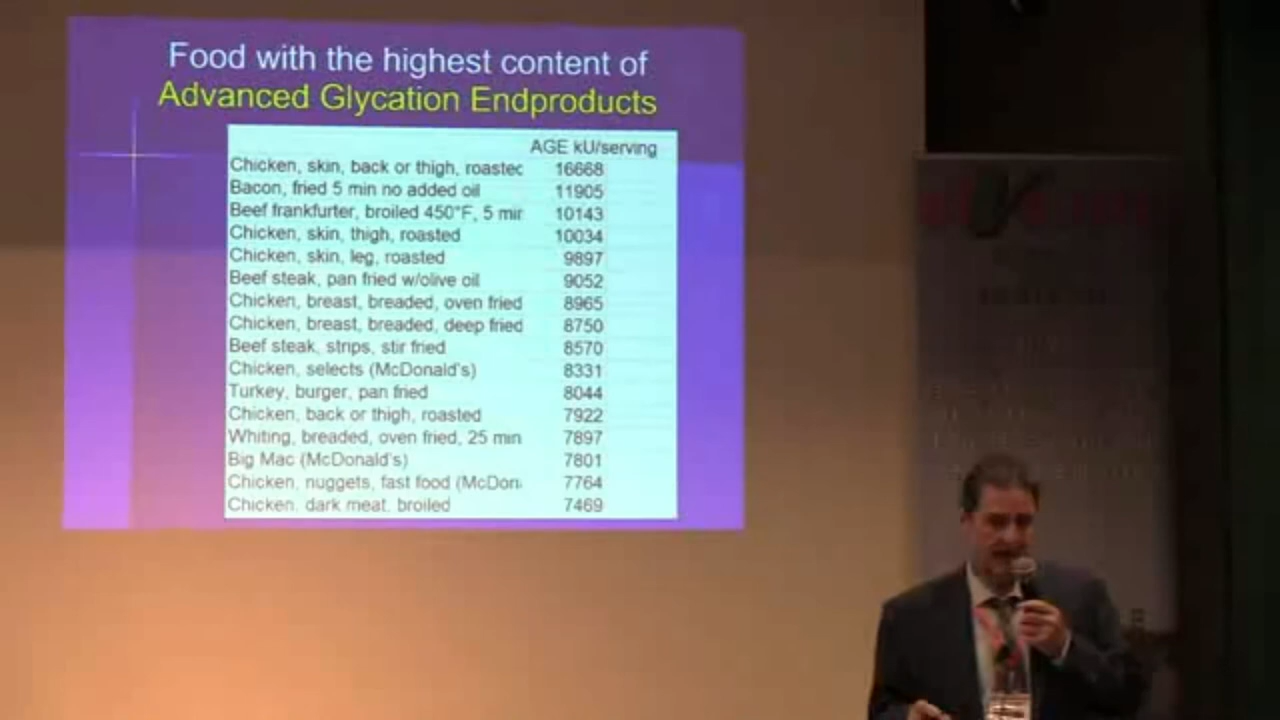 Food with the highest content of
Advanced Glycation Endproducts
AGE kU/serving
Chicken, skin, back or thigh, roastec 16668
Bacon, fried 5 min no added oil 11905
Beef frankfurter, broiled 450°F, 5 mir 10143
Chicken, skin, thigh, roasted 10034
Chicken, skin, leg, roasted 9897
Beef steak, pan fried w/olive oil 9052
Chicken, breast, breaded, oven fried 8965
Chicken, breast, breaded, deep fried 8750
Beef steak, strips, stir fried 8570
Chicken, selects (McDonald's) 8331
Turkey, burger, pan fried 8044
Chicken, back or thigh, roasted 7922
Whiting, breaded, oven fried, 25 min 7897
Big Mac (McDonald's) 7801
Chicken, nuggets, fast food (McDon 7764
Chicken, dark meat, broiled 7469